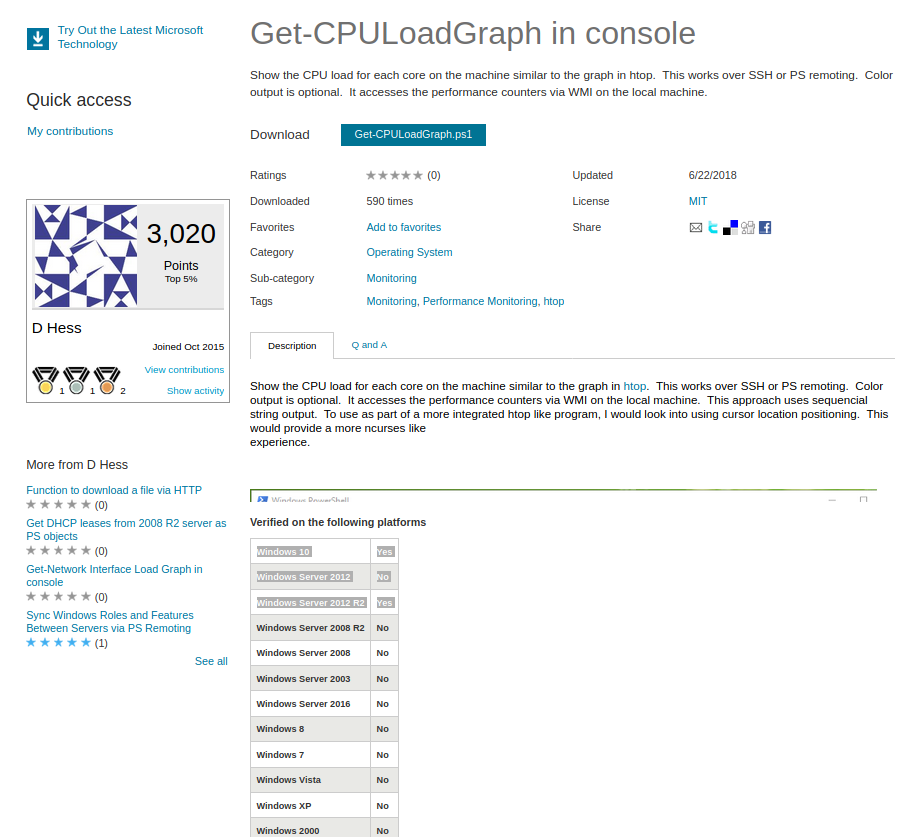 Try Out the Latest Microsoft
Technology
Quick access
My contributions
3,020
Points
Top 5%
D Hess
Joined Oct 2015
View contributions
1 1 2
Show activity
More from D Hess
Function to download a file via HTTP
(0)
Get DHCP leases from 2008 R2 server as
PS objects
(0)
Get-Network Interface Load Graph in
console
(0)
Sync Windows Roles and Features
Between Servers via PS Remoting
(1)
See all
Get-CPULoadGraph in console
Show the CPU load for each core on the machine similar to the graph in htop.  This works over SSH or PS remoting.  Color
output is optional.  It accesses the performance counters via WMI on the local machine.
Download Get-CPULoadGraph.ps1
Ratings (0) Updated 6/22/2018
Downloaded 590 times License MIT
Favorites Add to favorites Share
Category Operating System
Sub-category Monitoring
Tags Motitoring, Performance Monitoring, htop
Description Q and A
Show the CPU load for each core on the machine similar to the graph in htop.  This works over SSH or PS remoting.  Color
output is optional.  It accesses the performance counters via WMI on the local machine.  This approach uses sequencial
string output.  To use as part of a more integrated htop like program, I would look into using cursor location positioning.  This
would provide a more ncurses like
experience.
Windows PowerShell
Verified on the following platforms
Windows 10 Yes
Windows Server 2012 No
Windows Server 2012 R2 Yes
Windows Server 2008 R2 No
Windows Server 2008 No
Windows Server 2003 No
Windows Server 2016 No
Windows 8 No
Windows 7 No
Windows Vista No
Windows XP No
Windows 2000 No